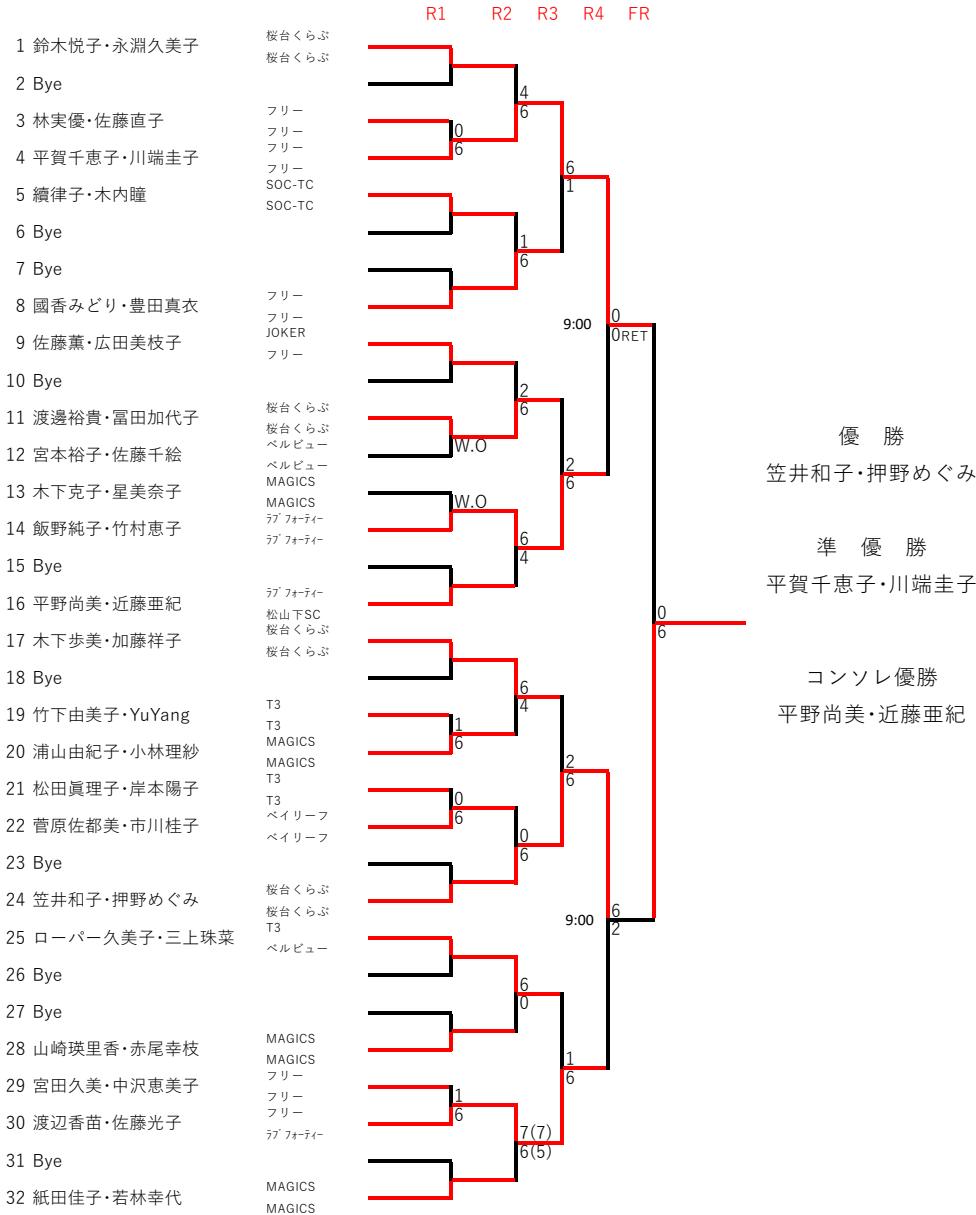 R1 R2 R3 R4 FR
桜台くらぶ
1 鈴木悦子・永淵久美子
桜台くらぶ
2 Bye
4
6
フリー
3 林実優・佐藤直子
フリー
0
6
フリー
4 平賀千恵子・川端圭子
フリー
6
1
SOC-TC
5 續律子・木内瞳
SOC-TC
6 Bye
1
6
7 Bye
フリー
8 國香みどり・豊田真衣
フリー
9:00
0
0RET
JOKER
9 佐藤薫・広田美枝子
フリー
10 Bye
2
6
桜台くらぶ
11 渡邊裕貴・冨田加代子
桜台くらぶ
W.O
ベルビュー
12 宮本裕子・佐藤千絵
ベルビュー
2
6
MAGICS
13 木下克子・星美奈子
MAGICS
W.O
ラブフォーティー
14 飯野純子・竹村恵子
ラブフォーティー
6
4
15 Bye
ラブフォーティー
16 平野尚美・近藤亜紀
松山下SC
0
6
桜台くらぶ
17 木下歩美・加藤祥子
桜台くらぶ
18 Bye
6
4
T3
19 竹下由美子・YuYang
T3
1
6
MAGICS
20 浦山由紀子・小林理紗
MAGICS
2
6
T3
21 松田眞理子・岸本陽子
T3
0
6
ベイリーフ
22 菅原佐都美・市川桂子
ベイリーフ
0
6
23 Bye
桜台くらぶ
24 笠井和子・押野めぐみ
桜台くらぶ
9:00
6
2
T3
25 ローパー久美子・三上珠菜
ベルビュー
26 Bye
6
0
27 Bye
MAGICS
28 山崎瑛里香・赤尾幸枝
MAGICS
1
6
フリー
29 宮田久美・中沢恵美子
フリー
1
6
フリー
30 渡辺香苗・佐藤光子
ラブフォーティー
7(7)
6(5)
31 Bye
MAGICS
32 紙田佳子・若林幸代
MAGICS
優 勝
笠井和子・押野めぐみ
準 優 勝
平賀千恵子・川端圭子
コンソレ優勝
平野尚美・近藤亜紀